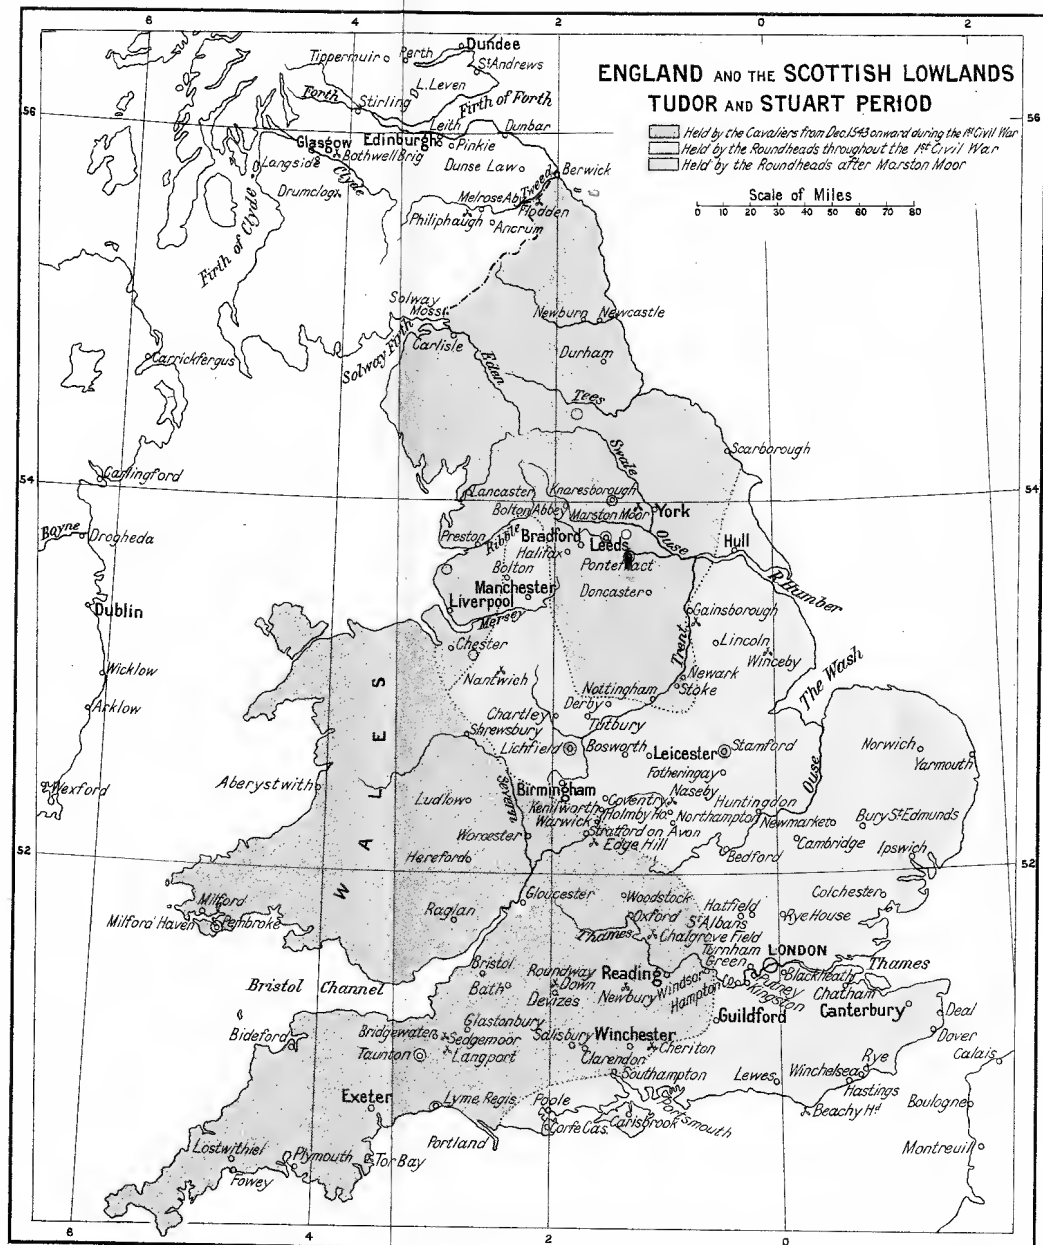 6 4 2 0 2
Dundee
Tippermuir Perth
St Andrews
L. Leven
ENGLAND AND THE SCOTTISH LOWLANDS
TUDOR AND STUART PERIOD
Forth
Stirling
Firth of Forth
56
56
Leith
Dunbar
Held by the Cavaliers from Dec. 1543 onward during the 1st Civil War
Glasgow
Edinburgh
Pinkie
Held by the Roundheads throughout the 1st Civil War
Langside
Bothwell Brig
Dunse Law
Berwick
Held by the Roundheads after Marston Moor
Clyde
Tweed
Drumclog
Melrose Ab.
Flodden
Scale of Miles
0 10 20 30 40 50 60 70 80
Philiphaugh
Ancrum
Firth of Clyde
Solway
Moss
Newburn
Newcastle
Solway Firth
Carlisle
Durham
Carrickfergus
Eden
Tees
Scarborough
Swale
Carlingford
54
54
Lancaster
Knaresborough
Bolton Abbey
Marston Moor
York
Boyne
Drogheda
Preston
Ribble
Bradford
Leeds
Ouse
Hull
Halifax
Bolton
Pontefract
Manchester
Doncaster
R. Humber
Dublin
Liverpool
Mersey
Gainsborough
Chester
Trent
Lincoln
Wicklow
Winceby
Nantwich
Newark
The Wash
Nottingham
Stoke
Arklow
Derby
Chartley
Tutbury
Shrewsbury
Lichfield
Bosworth
Leicester
Stamford
Norwich
Yarmouth
WALES
Fotheringay
Ouse
Wexford
Aberystwith
Severn
Birmingham
Naseby
Ludlow
Kenilworth
Coventry
Huntingdon
Warwick
Holmby Ho.
Northampton
Newmarket
Bury St Edmunds
Worcester
Stratford on Avon
Edge Hill
Cambridge
Ipswich
52
52
Hereford
Bedford
Gloucester
Woodstock
Colchester
Milford
Hatfield
Milford Haven
Pembroke
Raglan
Oxford
St Albans
Rye House
Thames
Chalgrove Field
Turnham
Green
LONDON
Thames
Bristol
Roundway
Down
Reading
Windsor
Blackheath
Bristol Channel
Bath
Devizes
Newbury
Hampton Co.
Putney
Kingston
Chatham
Canterbury
Deal
Guildford
Glastonbury
Bideford
Bridgewater
Sedgemoor
Salisbury
Winchester
Dover
Taunton
Langport
Clarendon
Cheriton
Calais
Rye
Southampton
Lewes
Winchelsea
Hastings
Exeter
Lyme Regis
Poole
Portsmouth
Beachy Hd
Boulogne
Corfe Cas.
Carisbrook
Portland
Lostwithiel
Plymouth
Tor Bay
Montreuil
Fowey
6 4 2 0